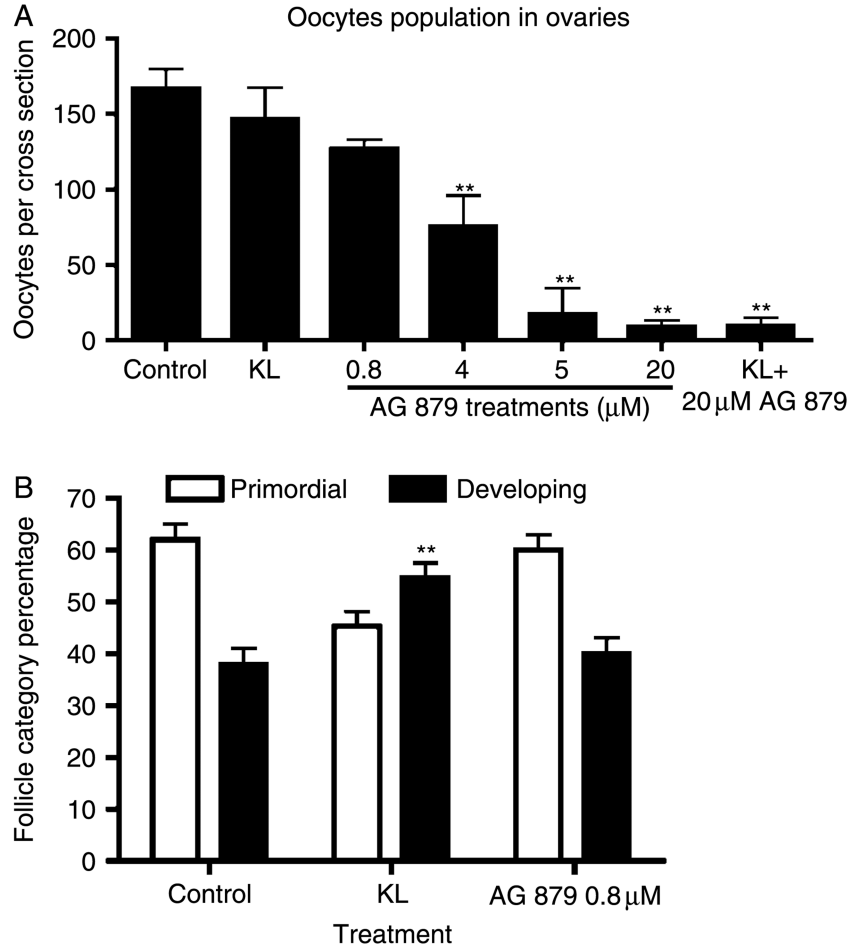 A
Oocytes population in ovaries
Oocytes per cross section
200
150
100
50
0
**
**
**
**
Control
KL
0.8
4
5
20
KL+
20 μM AG 879
AG 879 treatments (μM)
B
Primordial
Developing
Follicle category percentage
70
60
50
40
30
20
10
0
**
Control
KL
AG 879 0.8 μM
Treatment